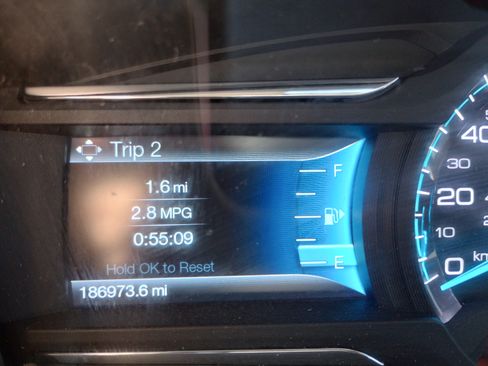 Trip 2
F
1.6 mi
2.8 MPG
0:55:09
Hold OK to Reset
E
186973.6 mi
40
30
20
10
0